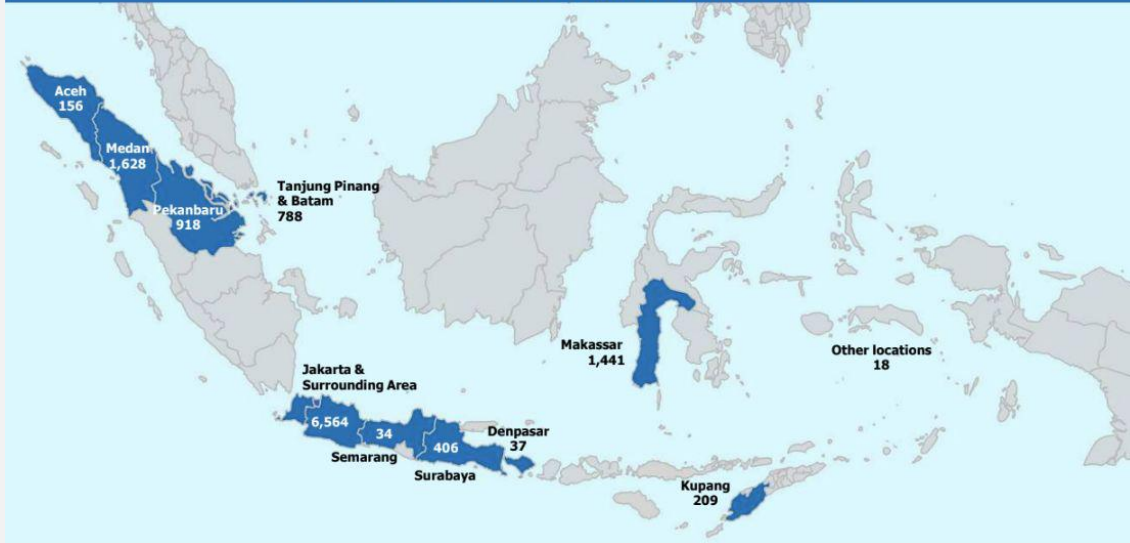 Aceh
156
Medan
1,628
Pekanbaru
918
Tanjung Pinang
& Batam
788
Makassar
1,441
Other locations
18
Jakarta &
Surrounding Area
6,564
34
Semarang
406
Surabaya
Denpasar
37
Kupang
209